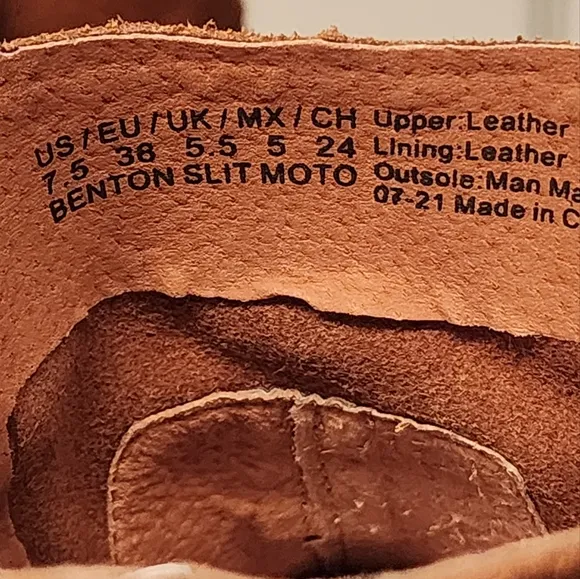 US / EU / UK / MX / CH
7.5 38 5.5 5 24
BENTON SLIT MOTO
Upper:Leather
Lining:Leather
Outsole:Man Ma
07-21 Made in C